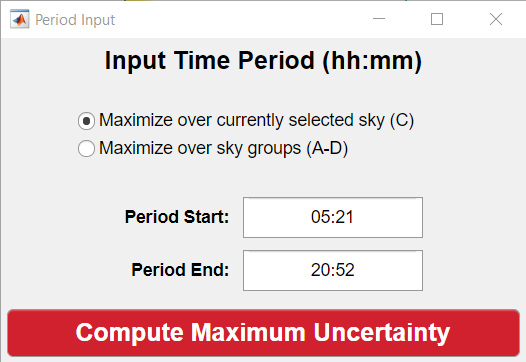 Period Input
Input Time Period (hh:mm)
Maximize over currently selected sky (C)
Maximize over sky groups (A-D)
Period Start: 05:21
Period End: 20:52
Compute Maximum Uncertainty